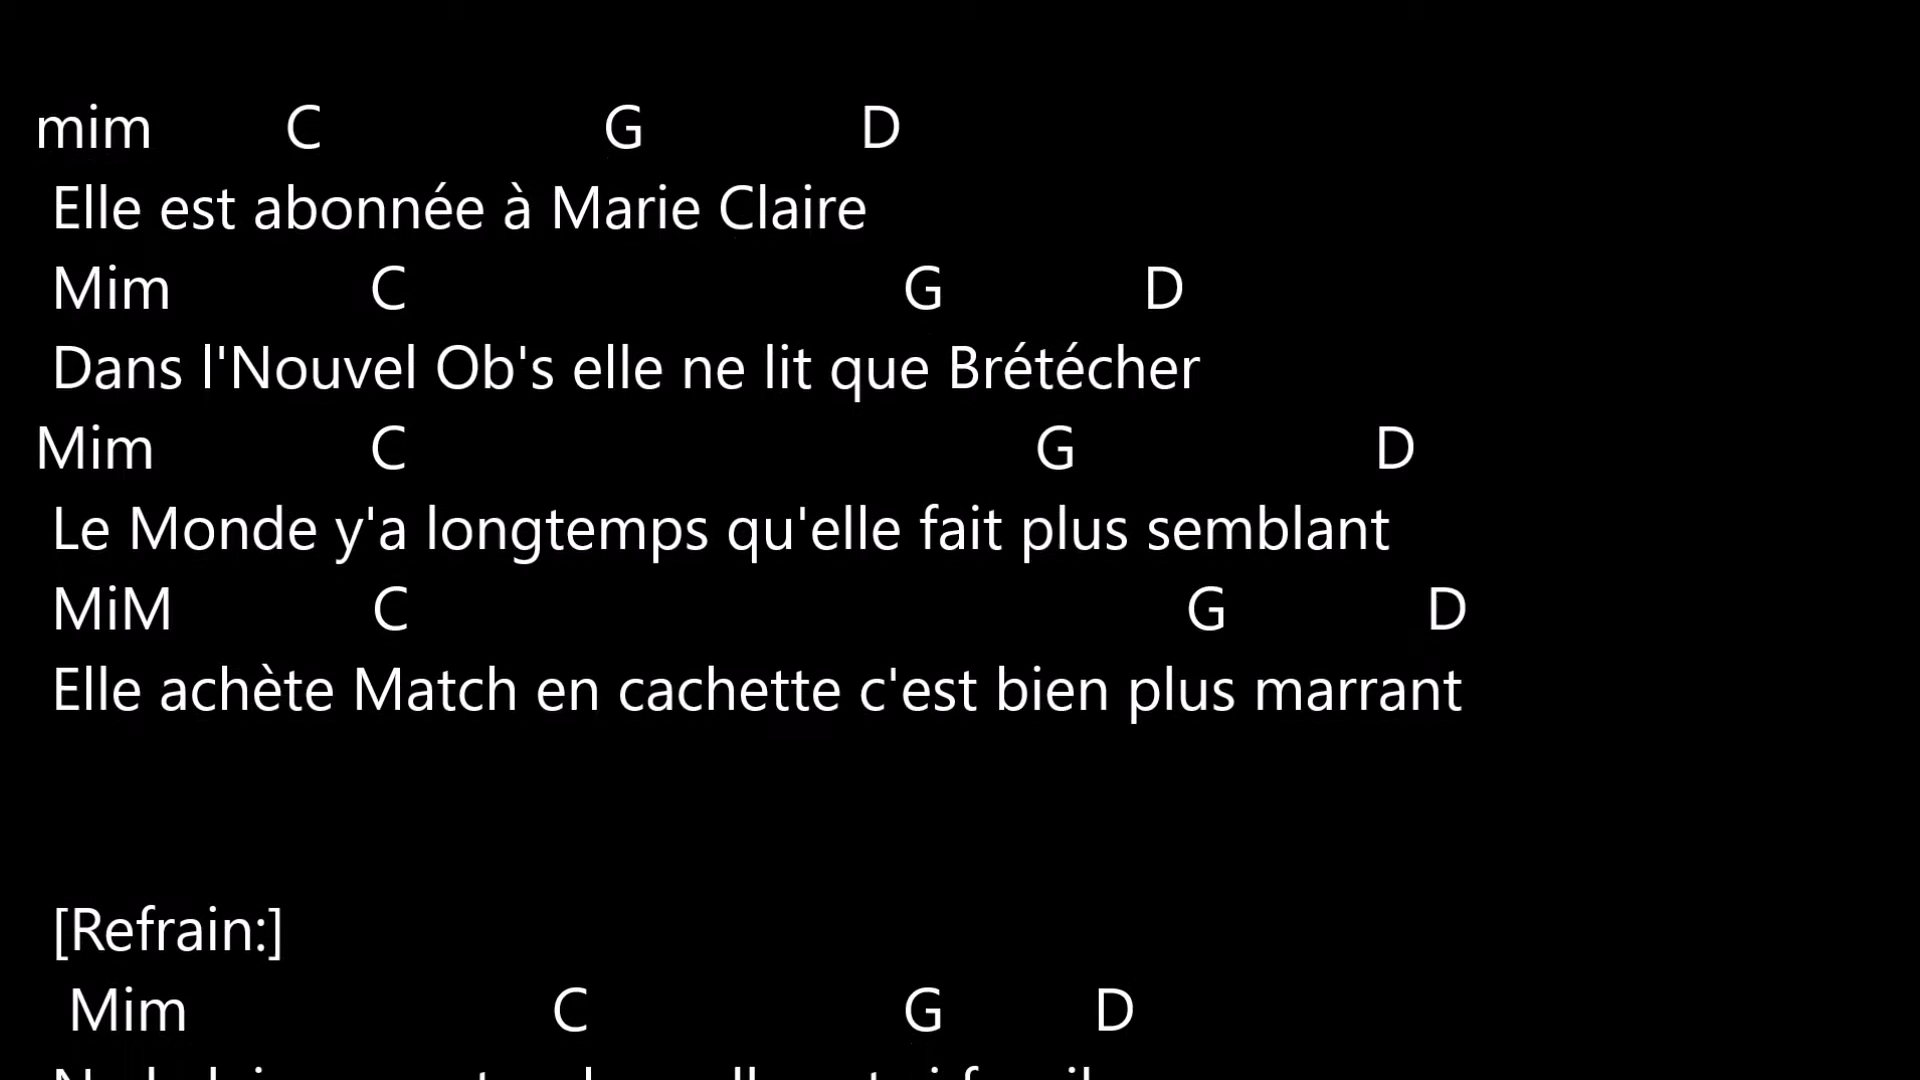 mim C G D
Elle est abonnée à Marie Claire
Mim C G D
Dans l'Nouvel Ob's elle ne lit que Brétécher
Mim C G D
Le Monde y'a longtemps qu'elle fait plus semblant
MiM C G D
Elle achète Match en cachette c'est bien plus marrant
[Refrain:]
Mim C G D